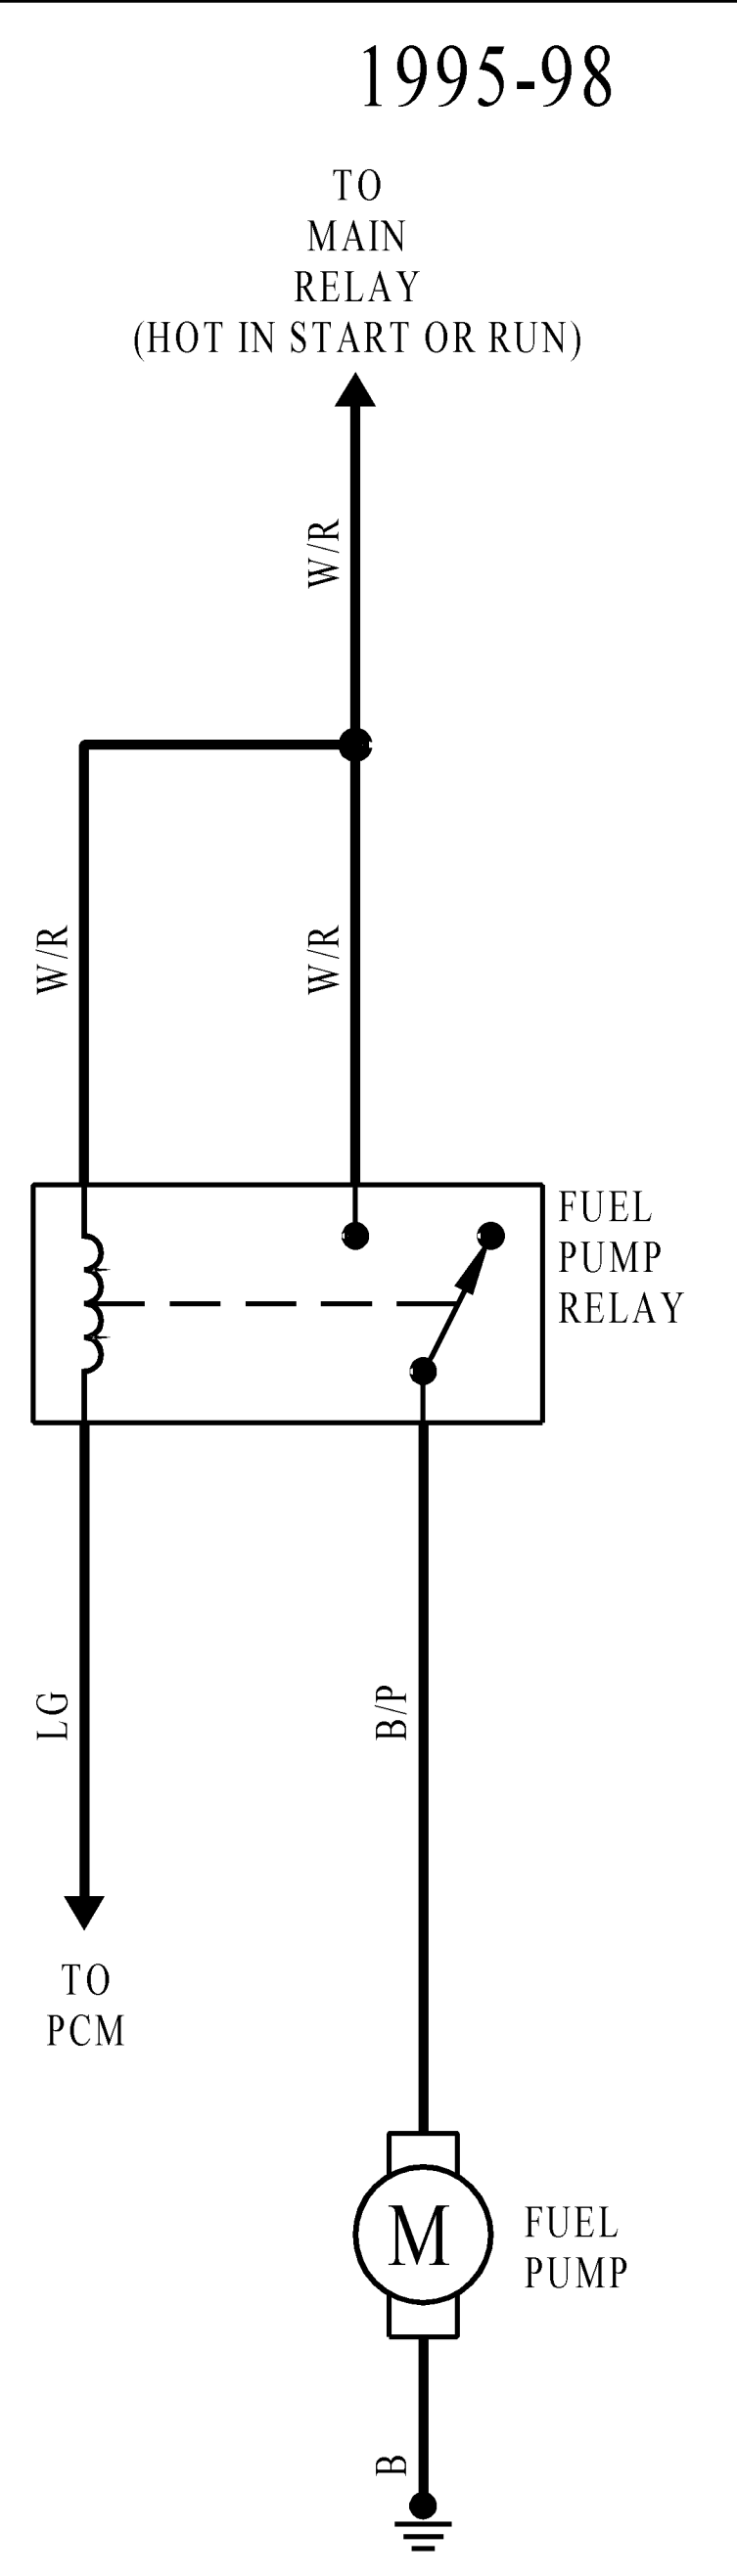 1995-98
TO
MAIN
RELAY
(HOT IN START OR RUN)
W/R
W/R
W/R
FUEL
PUMP
RELAY
LG
B/P
TO
PCM
M
FUEL
PUMP
B